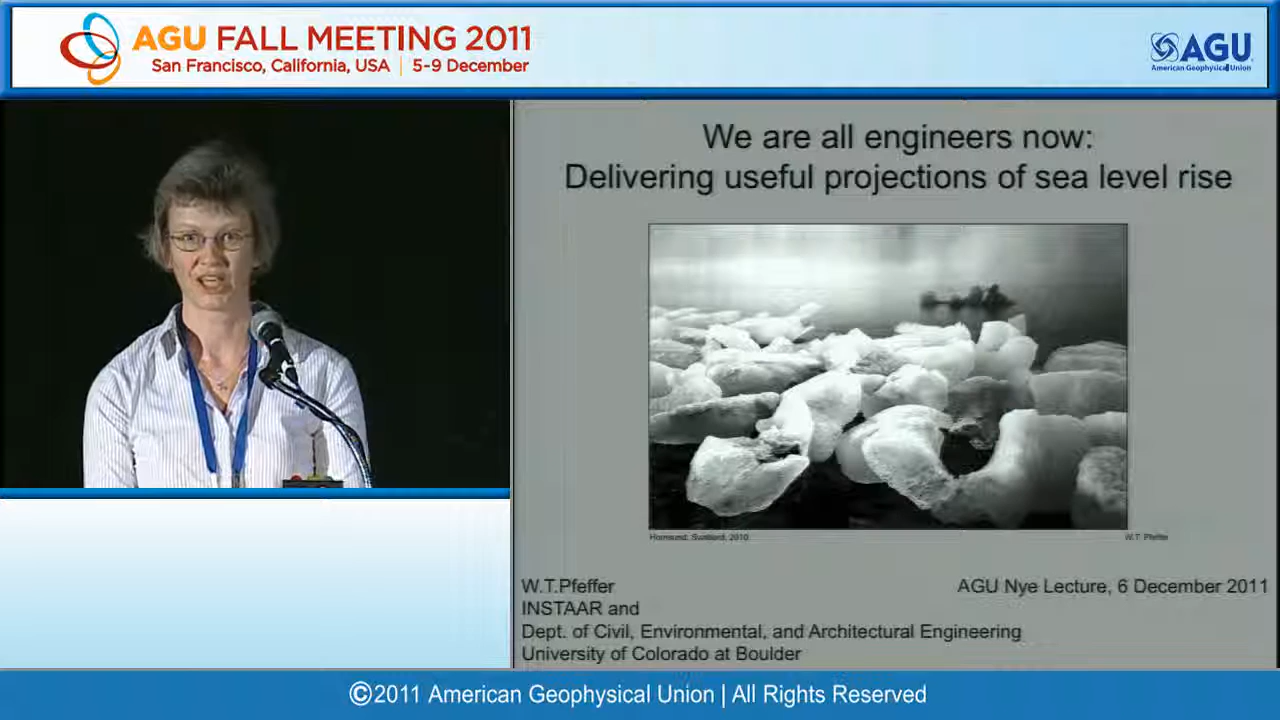 AGU FALL MEETING 2011
San Francisco, California, USA | 5-9 December
AGU
American Geophysical Union
We are all engineers now:
Delivering useful projections of sea level rise
2010
W.T. Pfeffer
W.T.Pfeffer
AGU Nye Lecture, 6 December 2011
INSTAAR and
Dept. of Civil, Environmental, and Architectural Engineering
University of Colorado at Boulder
©2011 American Geophysical Union | All Rights Reserved